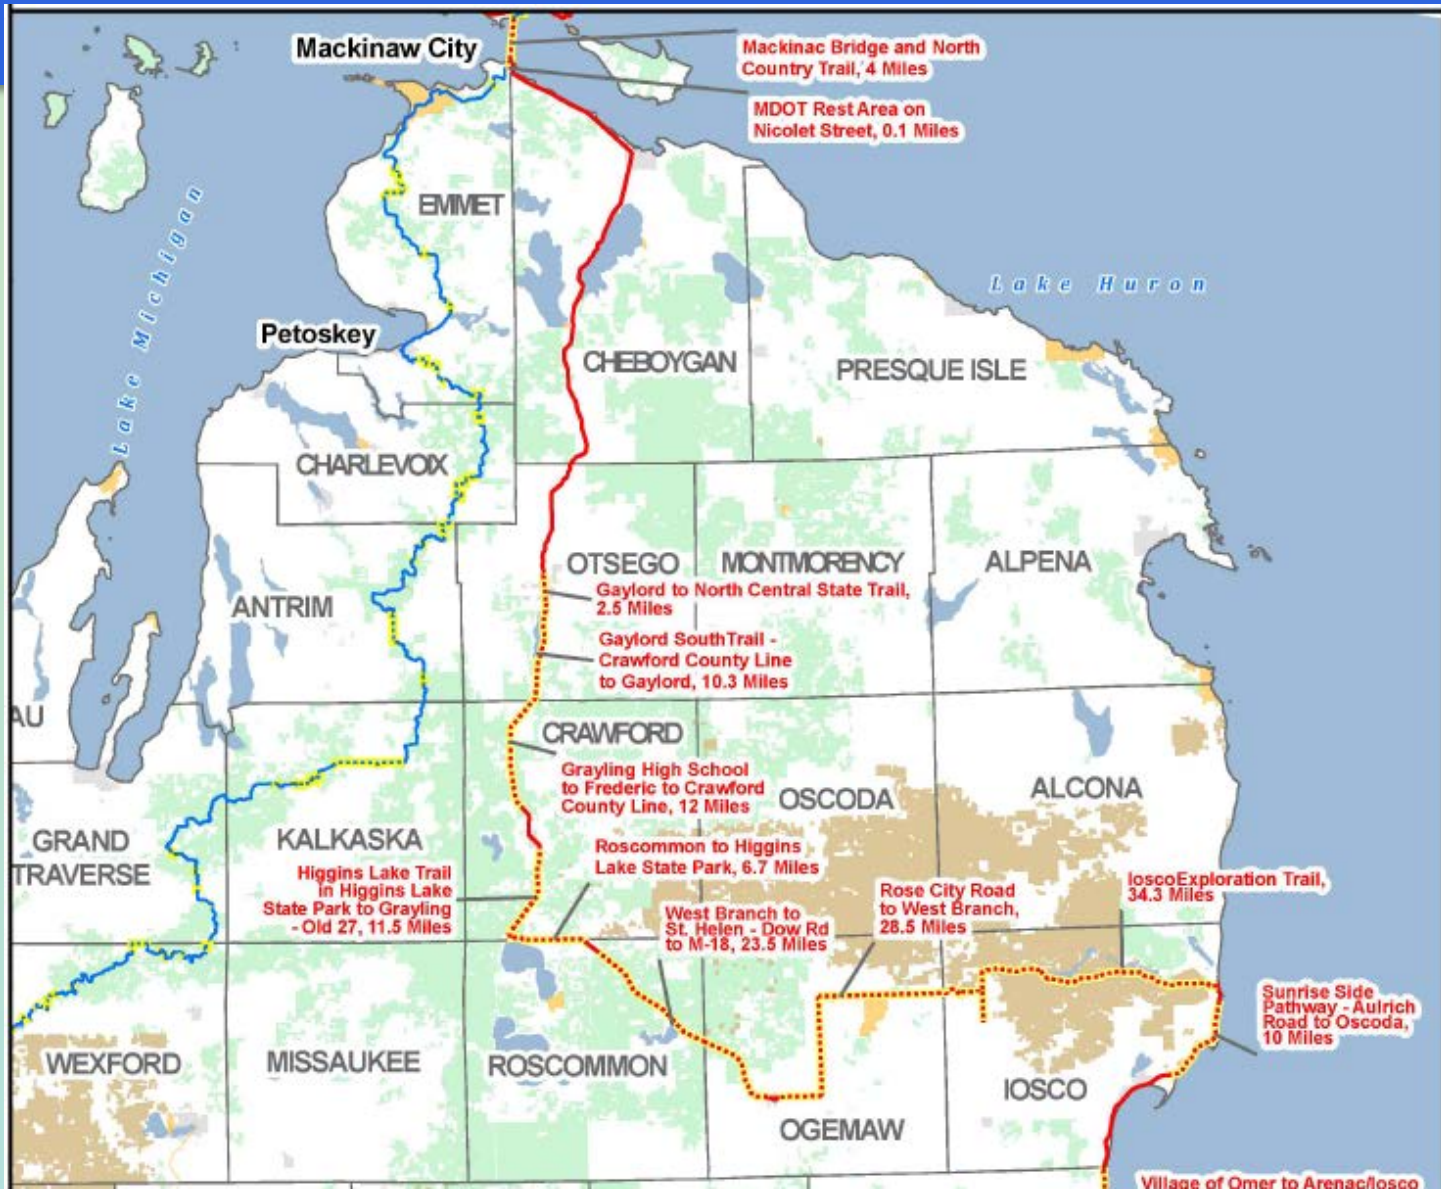 Mackinaw City
Mackinac Bridge and North
Country Trail, 4 Miles
MDOT Rest Area on
Nicolet Street, 0.1 Miles
EMMET
Lake Michigan
Lake Huron
Petoskey
CHEBOYGAN
PRESQUE ISLE
CHARLEVOIX
OTSEGO
MONTMORENCY
ALPENA
Gaylord to North Central State Trail,
2.5 Miles
ANTRIM
Gaylord SouthTrail -
Crawford County Line
to Gaylord, 10.3 Miles
AU
CRAWFORD
Grayling High School
to Frederic to Crawford
County Line, 12 Miles
OSCODA
ALCONA
GRAND
TRAVERSE
KALKASKA
Roscommon to Higgins
Lake State Park, 6.7 Miles
Higgins Lake Trail
in Higgins Lake
State Park to Grayling
- Old 27, 11.5 Miles
West Branch to
St. Helen - Dow Rd
to M-18, 23.5 Miles
Rose City Road
to West Branch,
28.5 Miles
IoscoExploration Trail,
34.3 Miles
Sunrise Side
Pathway - Aulrich
Road to Oscoda,
10 Miles
WEXFORD
MISSAUKEE
ROSCOMMON
IOSCO
OGEMAW
Village of Omer to Arenac/Iosco